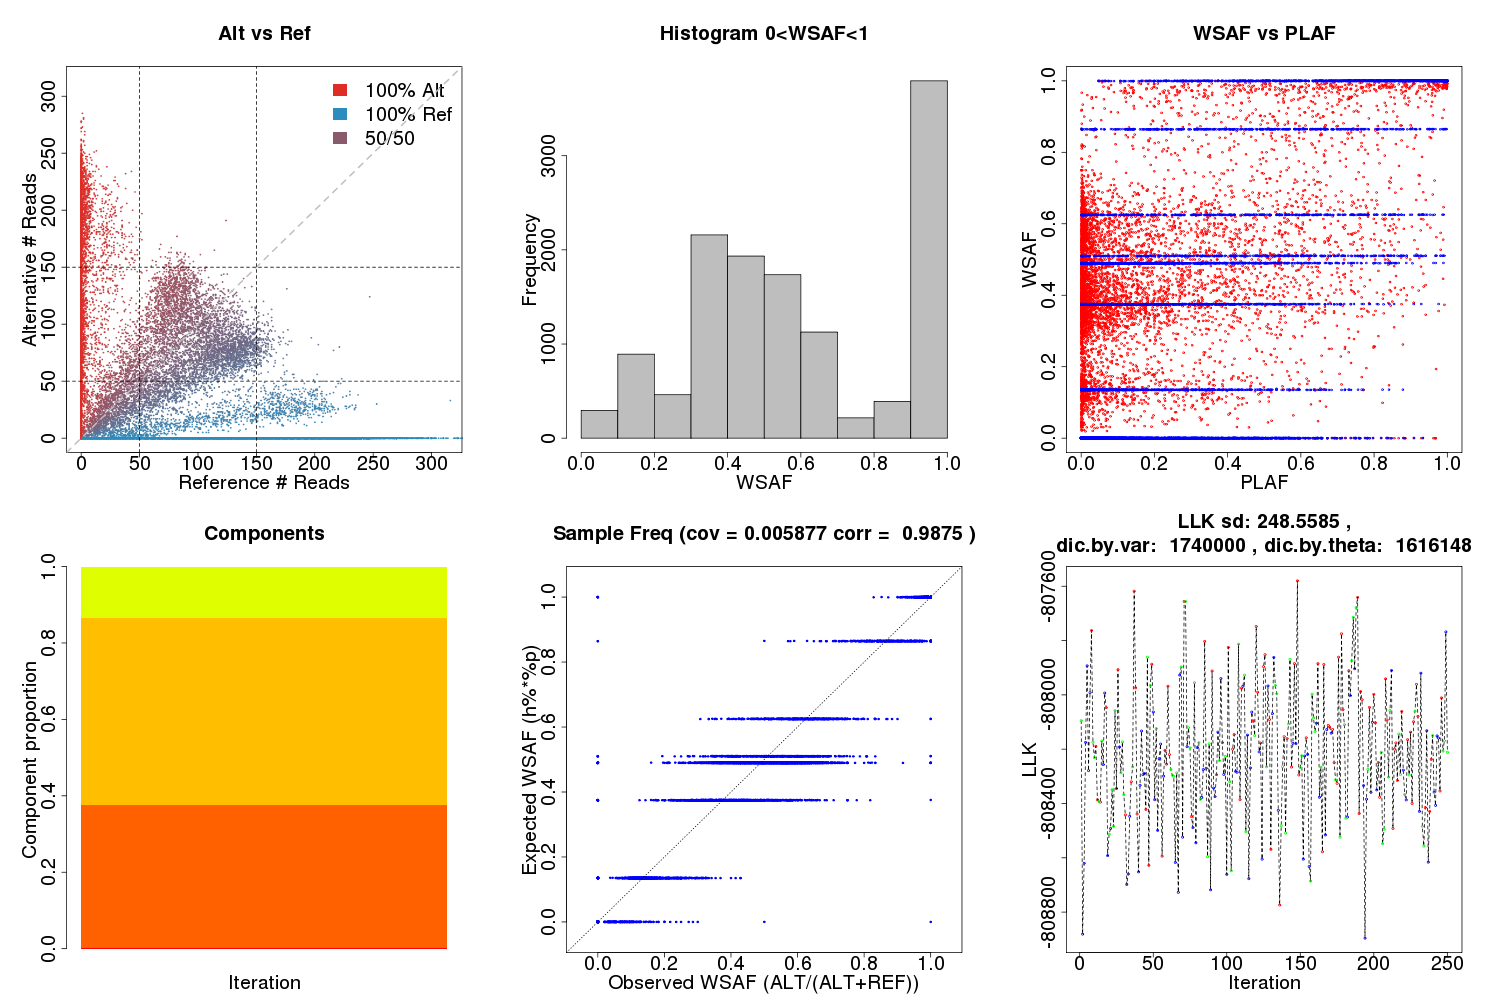 Alt vs Ref
300
250
200
150
100
50
0
Alternative # Reads
100% Alt
100% Ref
50/50
0 50 100 150 200 250 300
Reference # Reads
Histogram 0<WSAF<1
3000
2000
1000
0
Frequency
0.0 0.2 0.4 0.6 0.8 1.0
WSAF
WSAF vs PLAF
1.0
0.8
0.6
0.4
0.2
0.0
WSAF
0.0 0.2 0.4 0.6 0.8 1.0
PLAF
Components
1.0
0.8
0.6
0.4
0.2
0.0
Component proportion
Iteration
Sample Freq (cov = 0.005877 corr = 0.9875 )
1.0
0.8
0.6
0.4
0.2
0.0
Expected WSAF (h%*%p)
0.0 0.2 0.4 0.6 0.8 1.0
Observed WSAF (ALT/(ALT+REF))
LLK sd: 248.5585 ,
dic.by.var: 1740000 , dic.by.theta: 1616148
-807600
-808000
-808400
-808800
LLK
0 50 100 150 200 250
Iteration